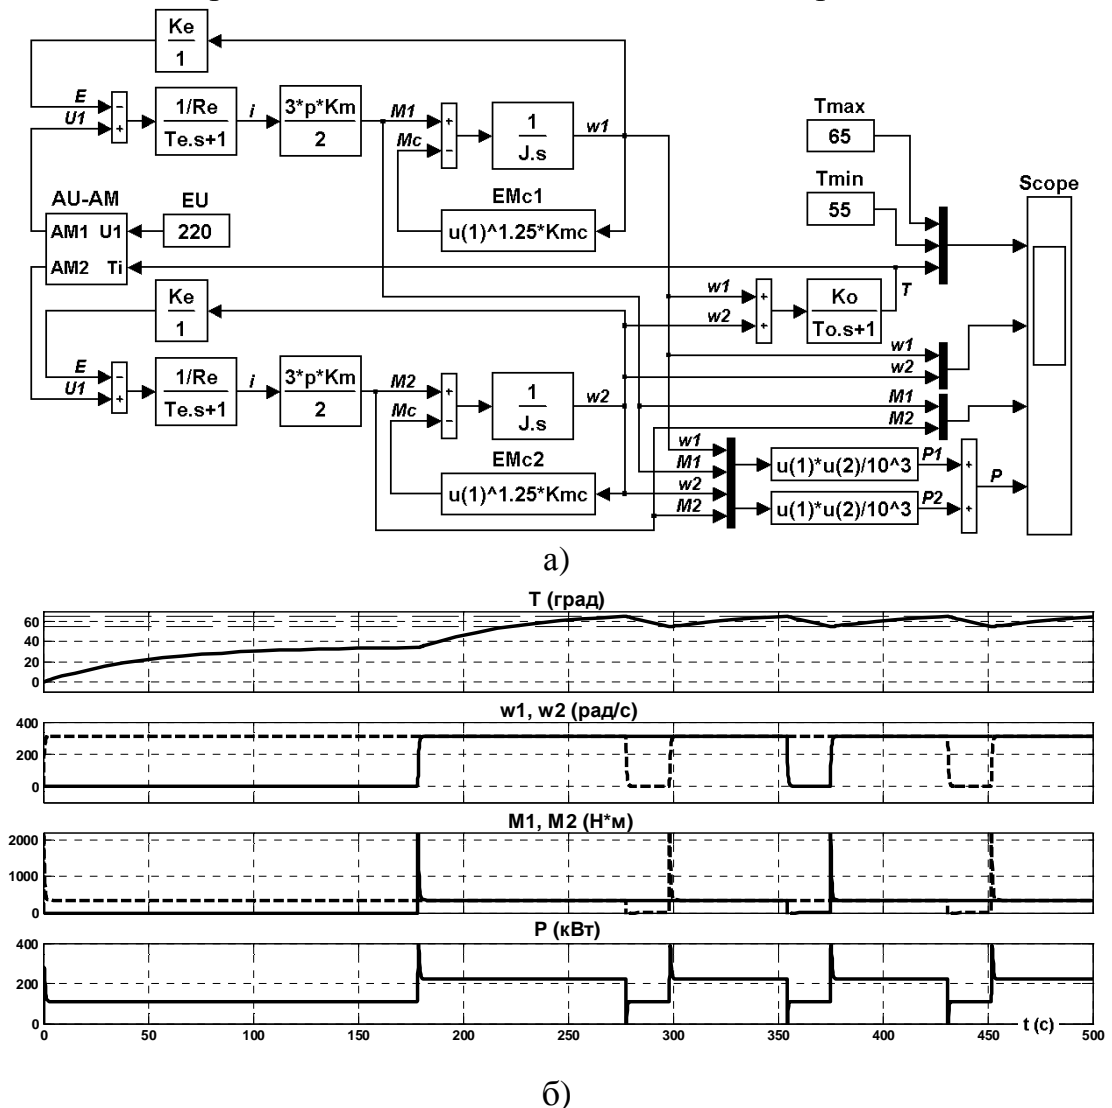 Ke
1
E
U1
1/Re
Te.s+1
i
3*p*Km
2
M1
Mc
1
J.s
w1
EMc1
u(1)^1.25*Kmc
Tmax
65
Tmin
55
Scope
AU-AM
AM1 U1
AM2 Ti
EU
220
w1
w2
Ko
To.s+1
T
Ke
1
E
U1
1/Re
Te.s+1
i
3*p*Km
2
M2
Mc
1
J.s
w2
EMc2
u(1)^1.25*Kmc
w1
w2
M1
M2
w1
M1
w2
M2
u(1)*u(2)/10^3
P1
u(1)*u(2)/10^3
P2
P
а)
T (град)
60
40
20
0
w1, w2 (рад/с)
400
200
0
M1, M2 (Н*м)
2000
1000
0
P (кВт)
400
200
0
0 50 100 150 200 250 300 350 400 450 t (с) 500
б)